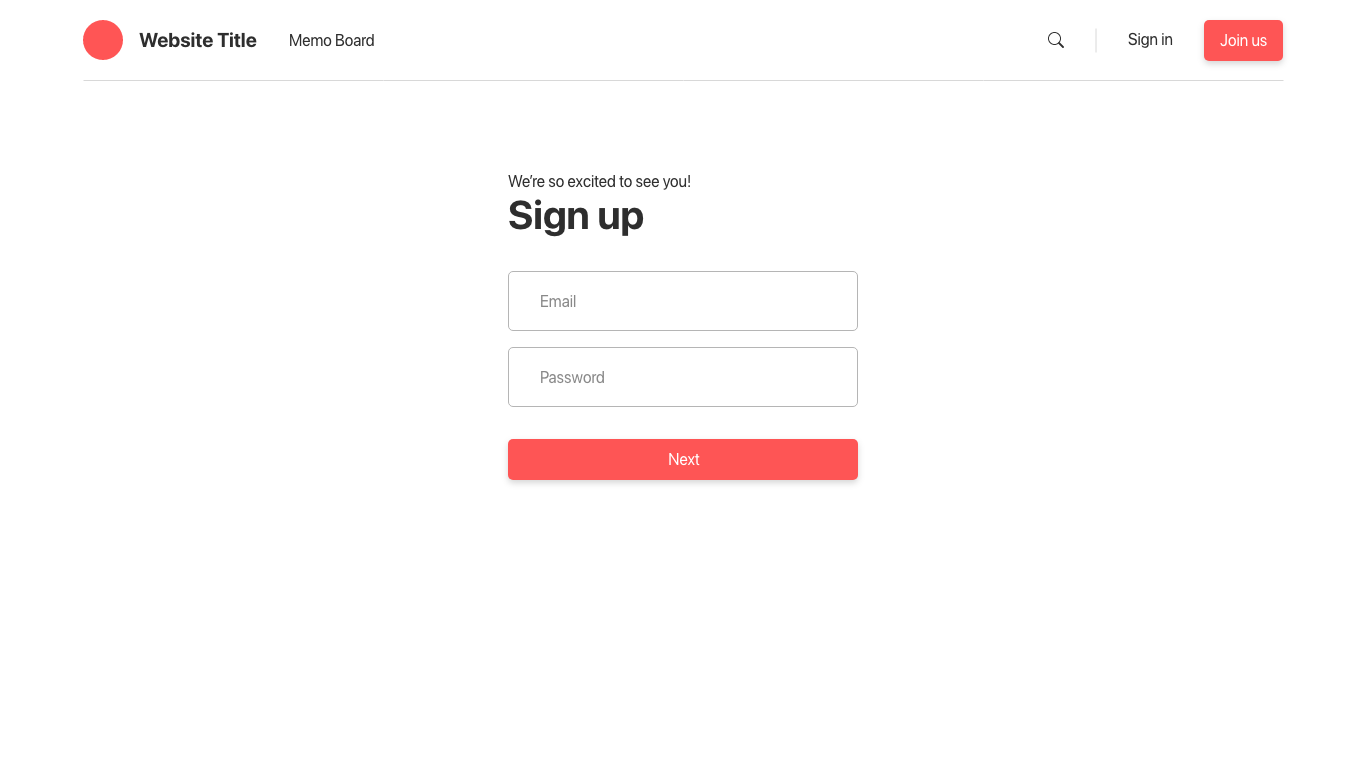 Website Title Memo Board Sign in Join us
We're so excited to see you!
Sign up
Email
Password
Next